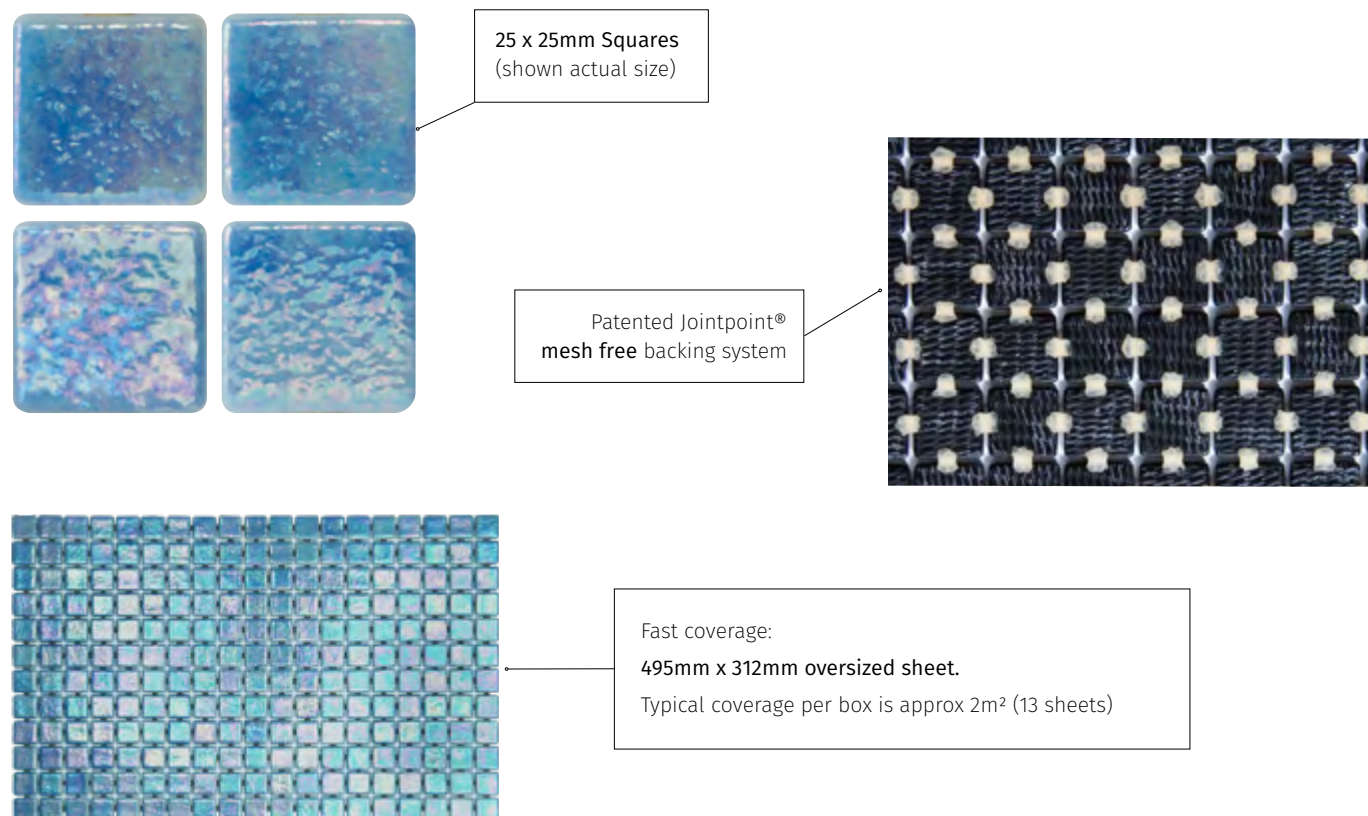 25 x 25mm Squares
(shown actual size)
Patented Jointpoint®
mesh free backing system
Fast coverage:
495mm x 312mm oversized sheet.
Typical coverage per box is approx 2m² (13 sheets)